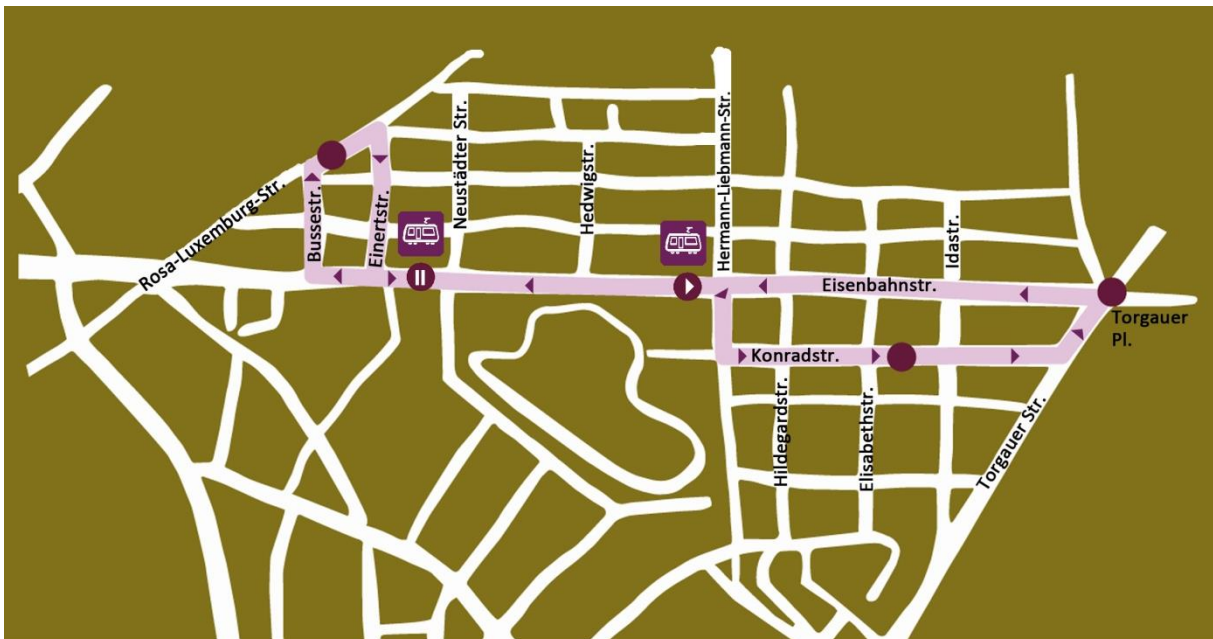 Rosa-Luxemburg-Str.
Bussestr.
Einertstr.
Neustädter Str.
Hedwigstr.
Hermann-Liebmann-Str.
Idastr.
Eisenbahnstr.
Torgauer
Pl.
Konradstr.
Hildegardstr.
Elisabethstr.
Torgauer Str.